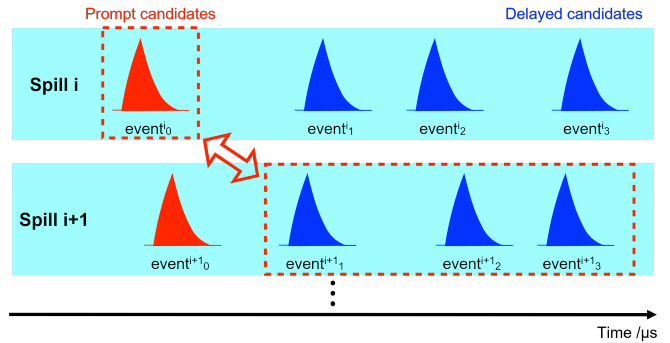 Prompt candidates Delayed candidates
Spill i
eventⁱ₀ eventⁱ₁ eventⁱ₂ eventⁱ₃
Spill i+1
eventⁱ⁺¹₀ eventⁱ⁺¹₁ eventⁱ⁺¹₂ eventⁱ⁺¹₃
Time /µs